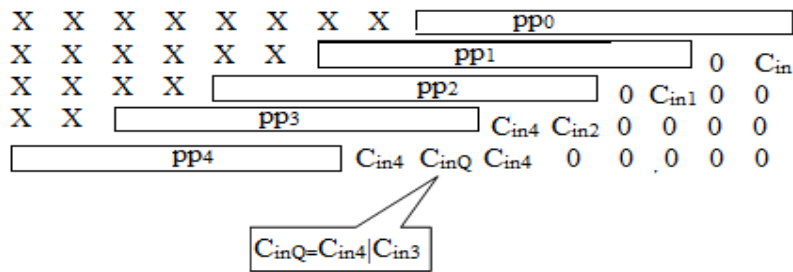 X X X X X X X X pp0
X X X X X X pp1 0 Cin
X X X X pp2 0 Cin1 0 0
X X pp3 Cin4 Cin2 0 0 0 0
pp4 Cin4 CinQ Cin4 0 0 . 0 0 0
CinQ=Cin4|Cin3